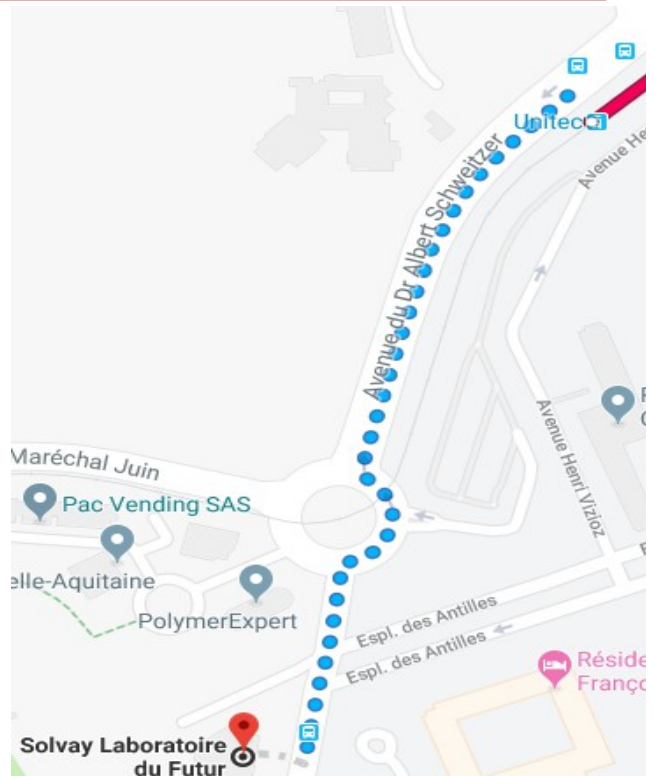 Unitec
Avenue He
Avenue du Dr Albert Schweitzer
Avenue Henri Vizioz
Maréchal Juin
Pac Vending SAS
elle-Aquitaine
PolymerExpert
Espl. des Antilles
Espl. des Antilles
Réside
Franço
Solvay Laboratoire
du Futur